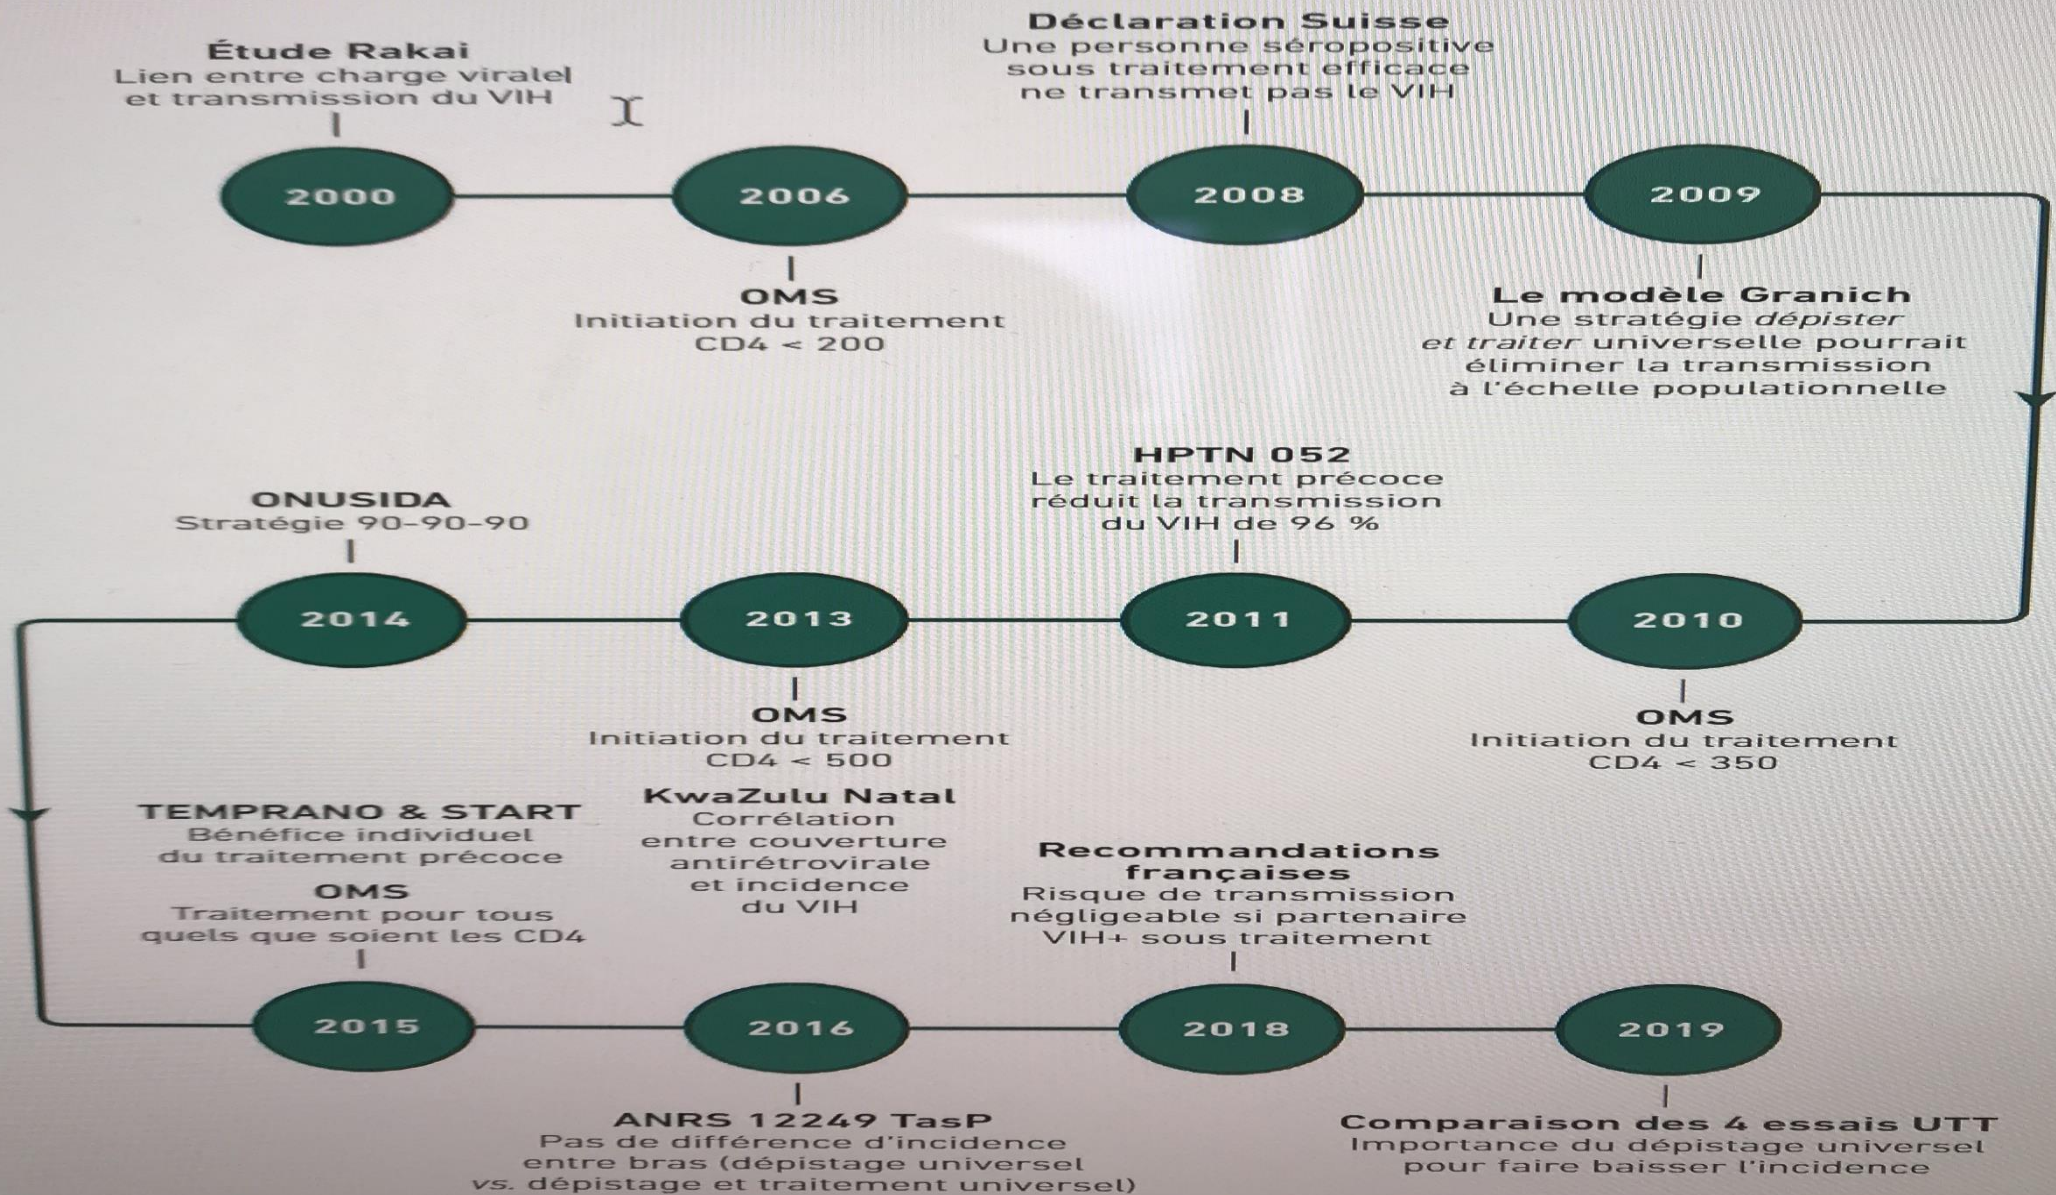 Étude Rakai
Lien entre charge viralel
et transmission du VIH
2000
2006
OMS
Initiation du traitement
CD4 < 200
Déclaration Suisse
Une personne séropositive
sous traitement efficace
ne transmet pas le VIH
2008
2009
Le modèle Granich
Une stratégie dépister
et traiter universelle pourrait
éliminer la transmission
à l'échelle populationnelle
2010
OMS
Initiation du traitement
CD4 < 350
HPTN 052
Le traitement précoce
réduit la transmission
du VIH de 96 %
2011
2013
OMS
Initiation du traitement
CD4 < 500
KwaZulu Natal
Corrélation
entre couverture
antirétrovirale
et incidence
du VIH
ONUSIDA
Stratégie 90-90-90
2014
TEMPRANO & START
Bénéfice individuel
du traitement précoce
OMS
Traitement pour tous
quels que soient les CD4
2015
2016
ANRS 12249 TasP
Pas de différence d'incidence
entre bras (dépistage universel
vs. dépistage et traitement universel)
Recommandations
françaises
Risque de transmission
négligeable si partenaire
VIH+ sous traitement
2018
2019
Comparaison des 4 essais UTT
Importance du dépistage universel
pour faire baisser l'incidence